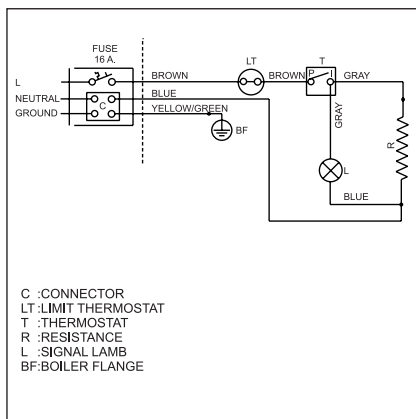 FUSE
16 A.
LT
T
L
BROWN
BROWN
P
I
GRAY
NEUTRAL
BLUE
C
GROUND
YELLOW/GREEN
BF
GRAY
R
L
BLUE
C :CONNECTOR
LT:LIMIT THERMOSTAT
T :THERMOSTAT
R :RESISTANCE
L :SIGNAL LAMB
BF:BOILER FLANGE